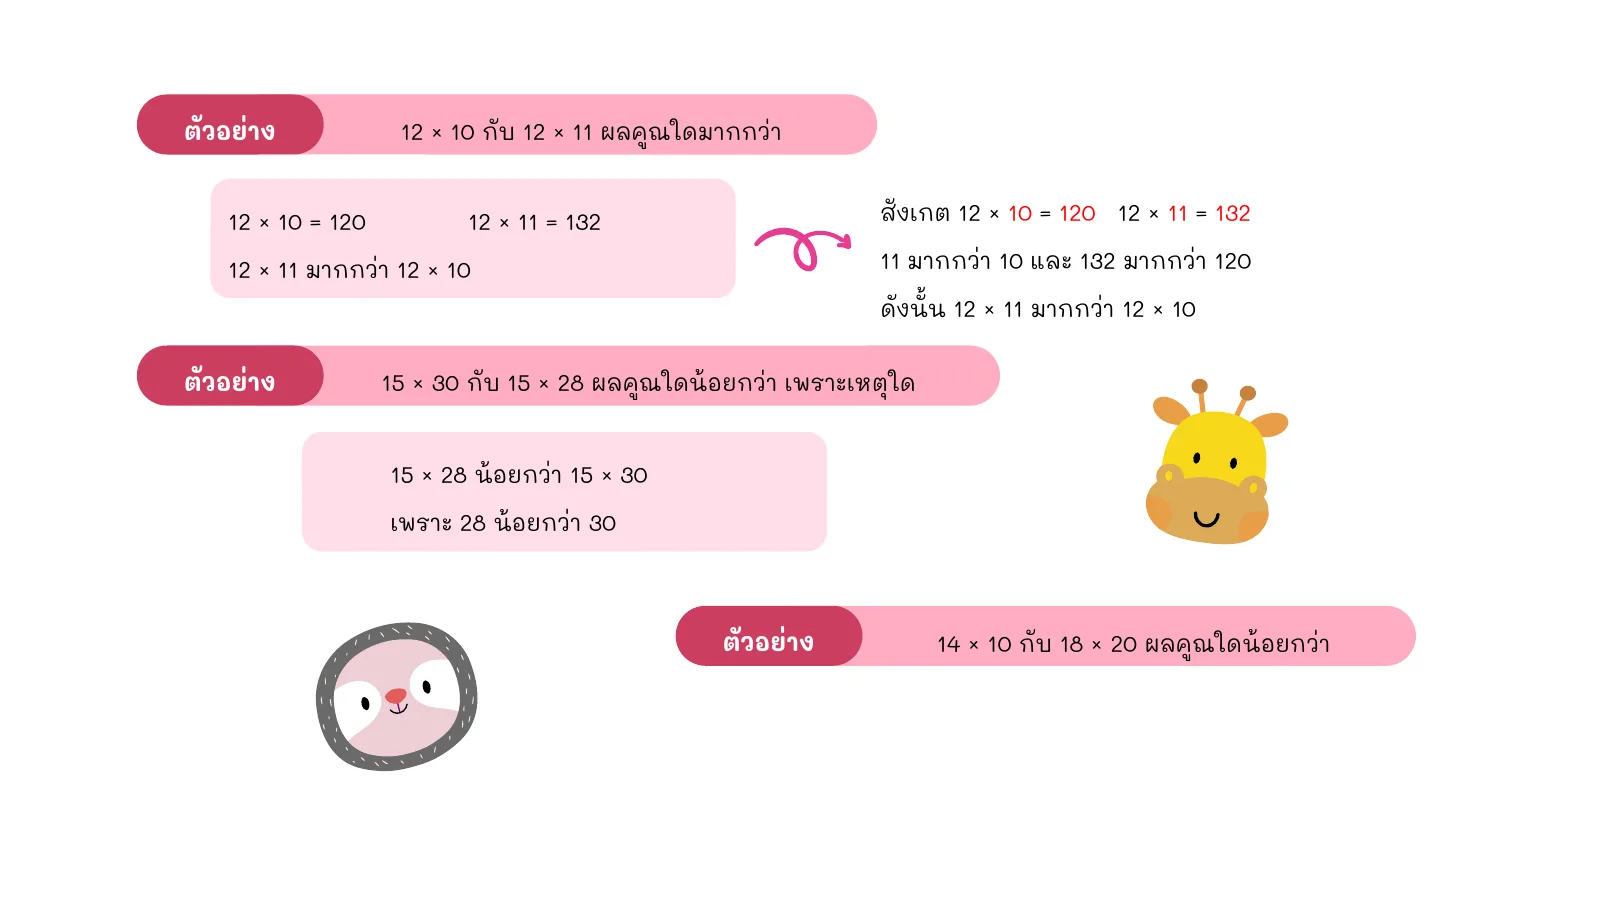 ตัวอย่าง 12 × 10 กับ 12 × 11 ผลคูณใดมากกว่า
12 × 10 = 120 12 × 11 = 132
12 × 11 มากกว่า 12 × 10
สังเกต 12 × 10 = 120 12 × 11 = 132
11 มากกว่า 10 และ 132 มากกว่า 120
ดังนั้น 12 × 11 มากกว่า 12 × 10
ตัวอย่าง 15 × 30 กับ 15 × 28 ผลคูณใดน้อยกว่า เพราะเหตุใด
15 × 28 น้อยกว่า 15 × 30
เพราะ 28 น้อยกว่า 30
ตัวอย่าง 14 × 10 กับ 18 × 20 ผลคูณใดน้อยกว่า